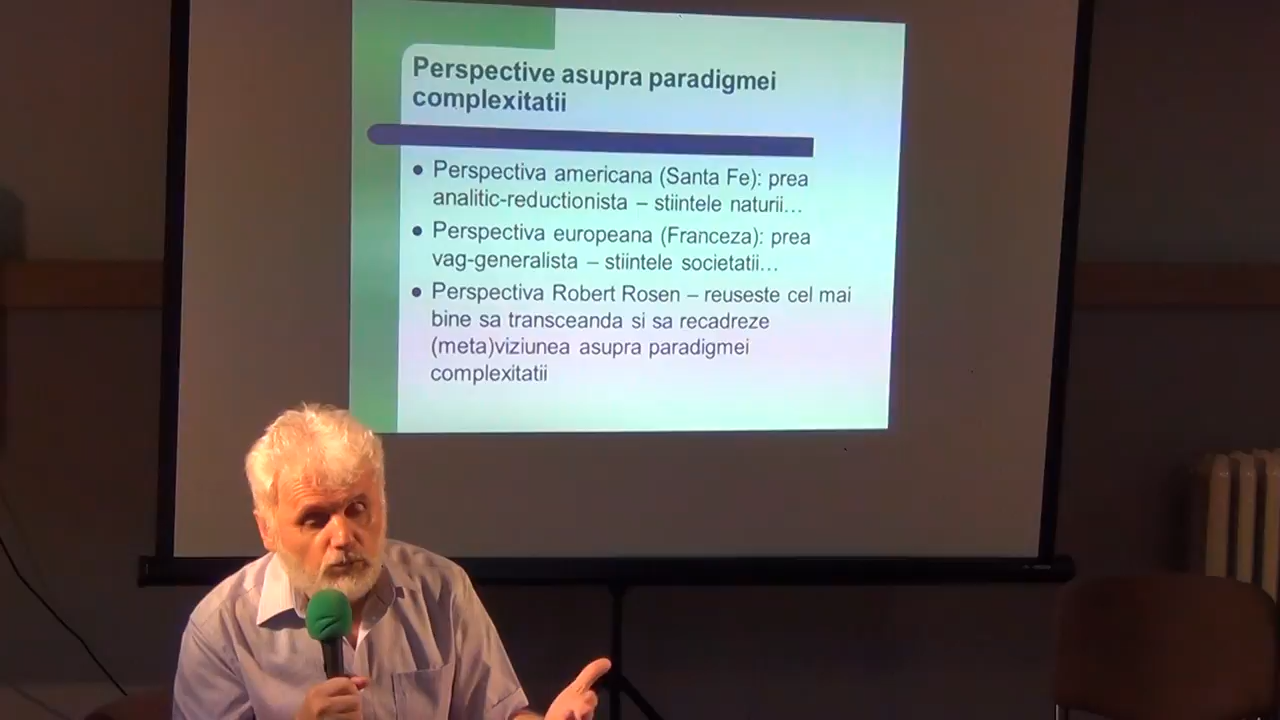 Perspective asupra paradigmei
complexitatii
● Perspectiva americana (Santa Fe): prea
analitic-reductionista – stiintele naturii...
● Perspectiva europeana (Franceza): prea
vag-generalista – stiintele societatii...
● Perspectiva Robert Rosen – reuseste cel mai
bine sa transceanda si sa recadreze
(meta)viziunea asupra paradigmei
complexitatii